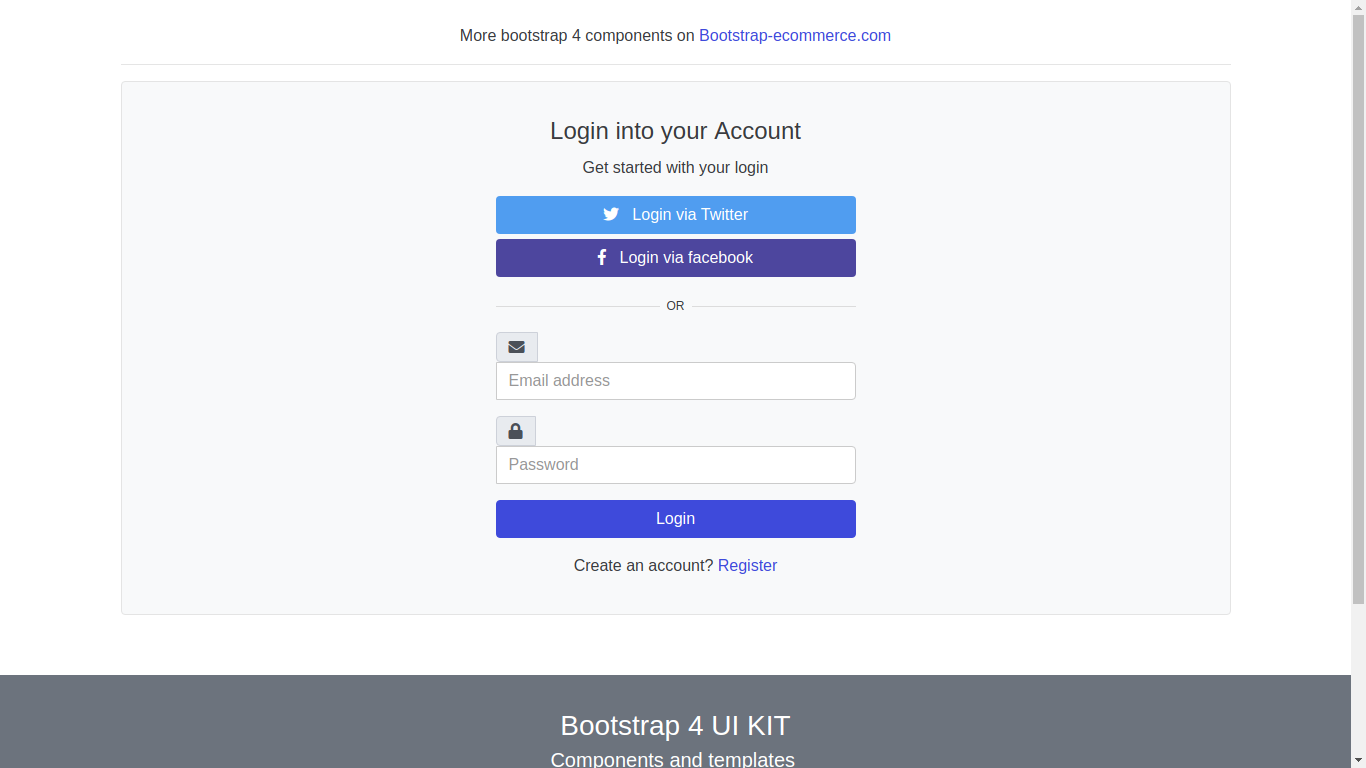 More bootstrap 4 components on Bootstrap-ecommerce.com
Login into your Account
Get started with your login
Login via Twitter
Login via facebook
OR
Email address
Password
Login
Create an account? Register
Bootstrap 4 UI KIT
Components and templates